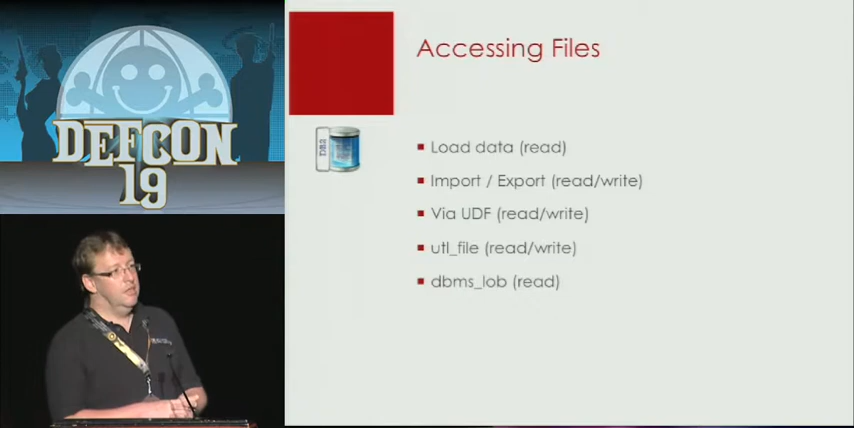 DEFCON
19
Accessing Files
DB2
Load data (read)
Import / Export (read/write)
Via UDF (read/write)
utl_file (read/write)
dbms_lob (read)